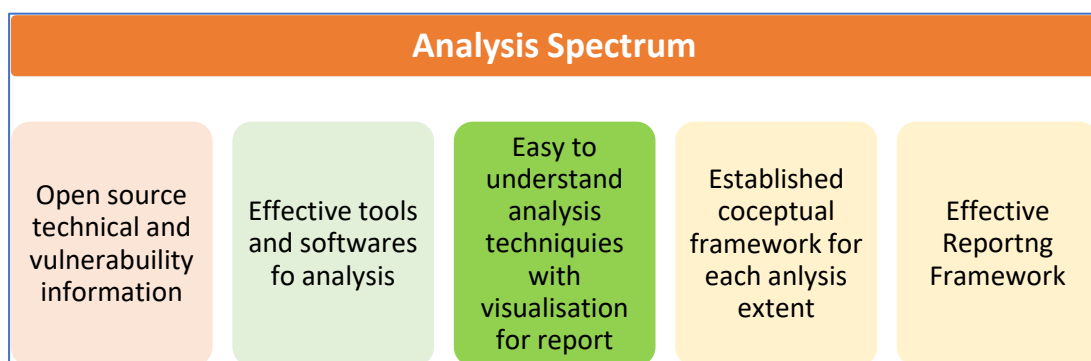 Analysis Spectrum
Open source
technical and
vulnerabuility
information
Effective tools
and softwares
fo analysis
Easy to
understand
analysis
techniquies
with
visualisation
for report
Established
coceptual
framework for
each anlysis
extent
Effective
Reportng
Framework